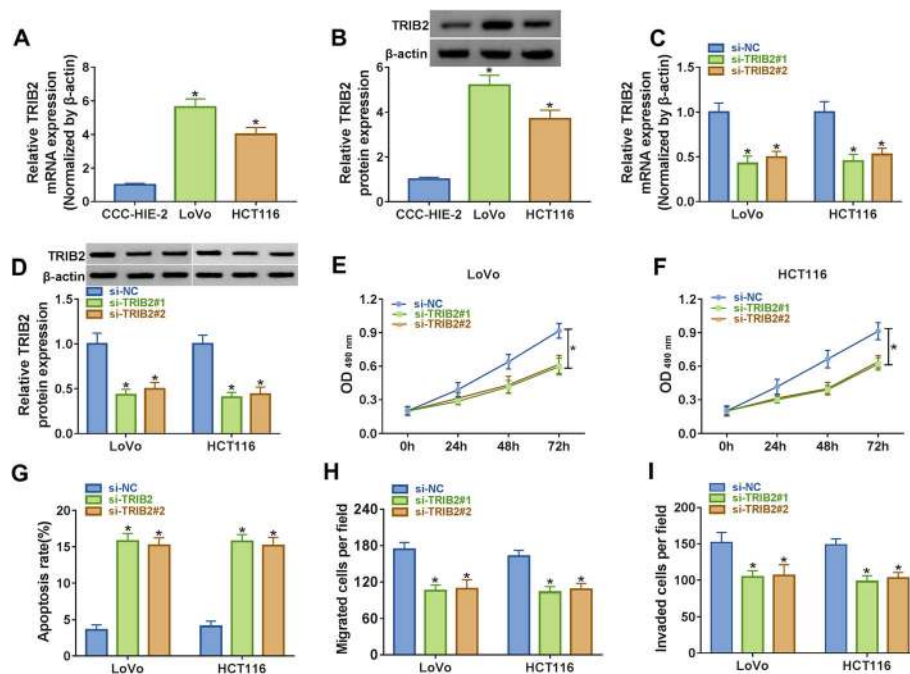 A
Relative TRIB2
mRNA expression
(Normalized by β-actin)
6
4
2
0
*
*
CCC-HIE-2 LoVo HCT116
B
TRIB2
β-actin
Relative TRIB2
protein expression
6
4
2
0
*
*
CCC-HIE-2 LoVo HCT116
C
si-NC
si-TRIB2#1
si-TRIB2#2
Relative TRIB2
mRNA expression
(Normalized by β-actin)
1.5
1.0
0.5
0.0
* *
* *
LoVo HCT116
D
TRIB2
β-actin
si-NC
si-TRIB2#1
si-TRIB2#2
Relative TRIB2
protein expression
1.5
1.0
0.5
0.0
* *
* *
LoVo HCT116
E
LoVo
si-NC
si-TRIB2#1
si-TRIB2#2
OD 490 nm
1.2
0.9
0.6
0.3
0.0
*
0h 24h 48h 72h
F
HCT116
si-NC
si-TRIB2#1
si-TRIB2#2
OD 490 nm
1.2
0.9
0.6
0.3
0.0
*
0h 24h 48h 72h
G
si-NC
si-TRIB2
si-TRIB2#2
Apoptosis rate(%)
20
15
10
5
0
* *
* *
LoVo HCT116
H
si-NC
si-TRIB2#1
si-TRIB2#2
Migrated cells per field
240
180
120
60
0
* *
* *
LoVo HCT116
I
si-NC
si-TRIB2#1
si-TRIB2#2
Invaded cells per field
200
150
100
50
0
* *
* *
LoVo HCT116